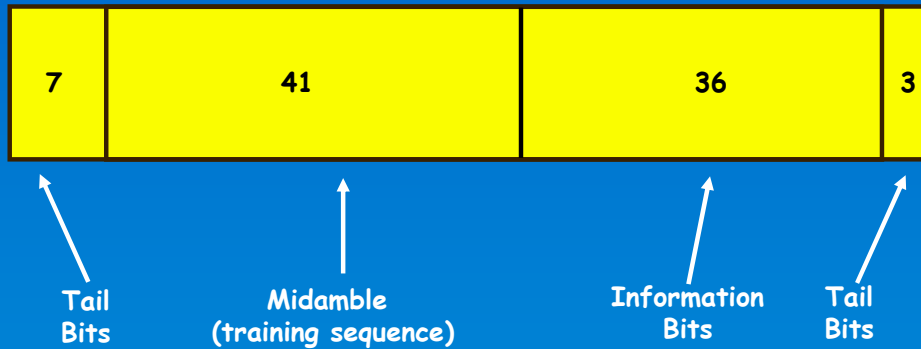 7 41 36 3
Tail Midamble Information Tail
Bits (training sequence) Bits Bits